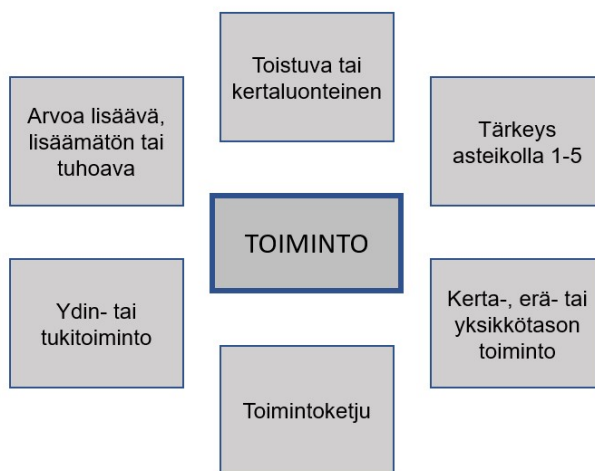 Toistuva tai
kertaluonteinen
Arvoa lisäävä,
lisäämätön tai
tuhoava
Tärkeys
asteikolla 1-5
TOIMINTO
Ydin- tai
tukitoiminto
Kerta-, erä- tai
yksikkötason
toiminto
Toimintoketju